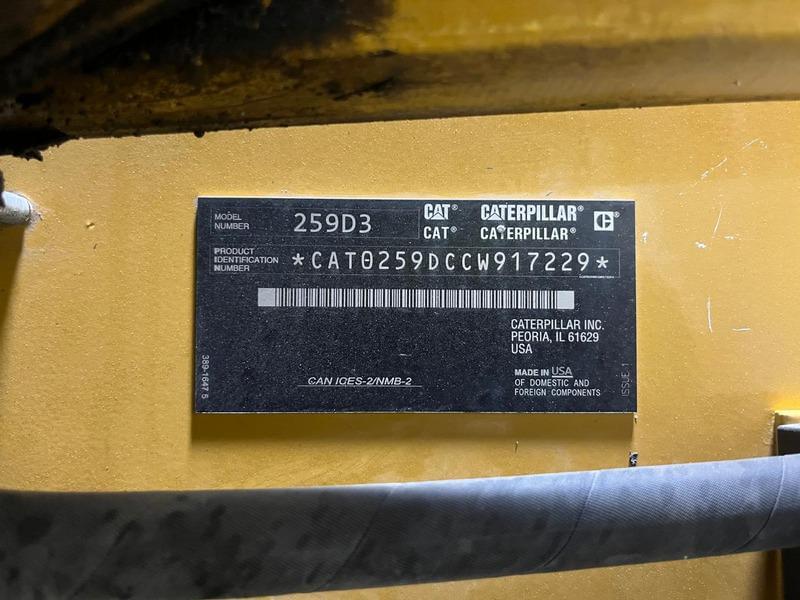 MODEL NUMBER 259D3 CAT® CATERPILLAR® C®
CAT® CATERPILLAR®
PRODUCT IDENTIFICATION NUMBER *CAT0259DCCW917229*
CATERPILLAR INC.
PEORIA, IL 61629
USA
MADE IN USA
OF DOMESTIC AND
FOREIGN COMPONENTS
CAN ICES-2/NMB-2
389-1647 5
ISSUE 1